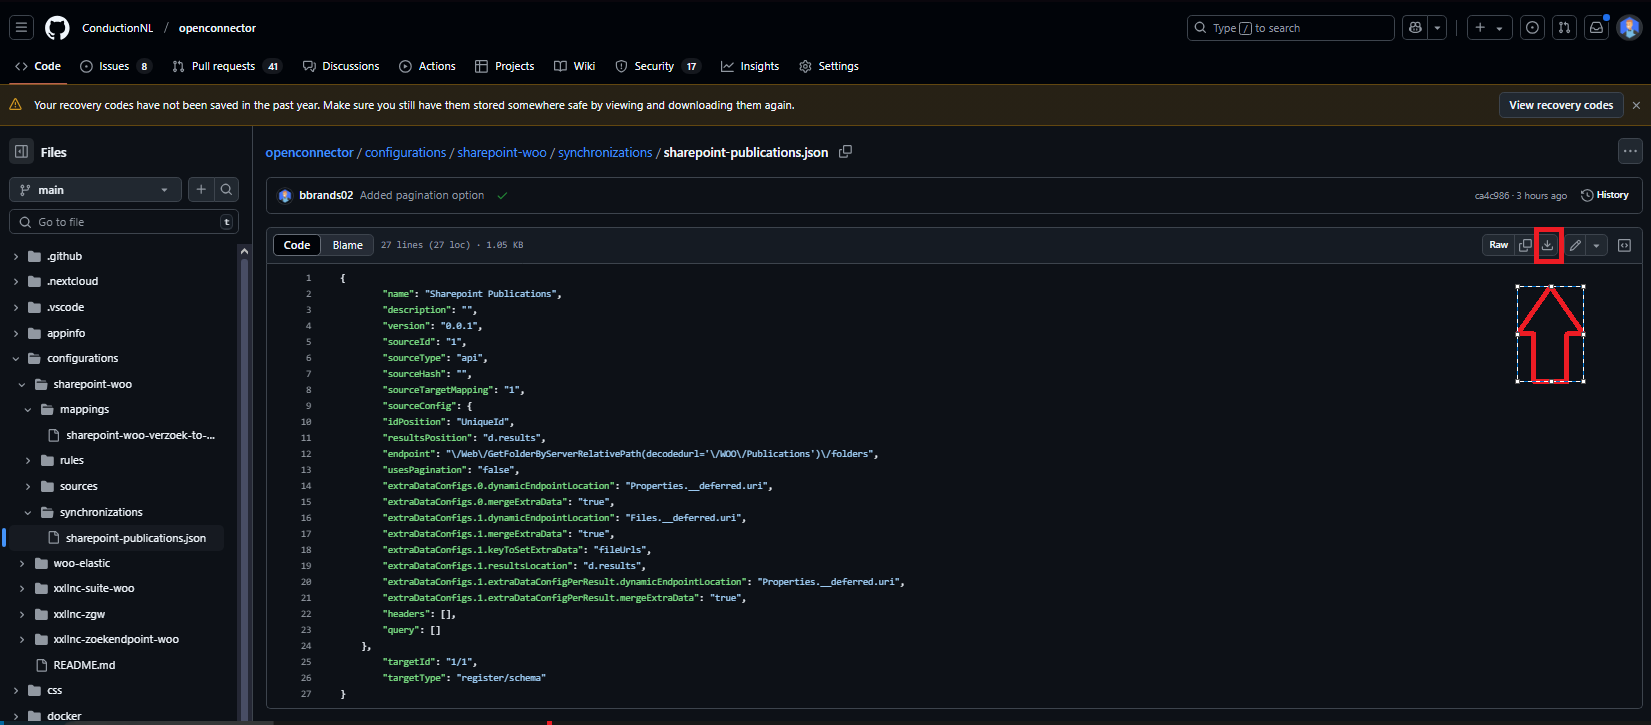 ConductionNL / openconnector
Type / to search
Code
Issues 8
Pull requests 41
Discussions
Actions
Projects
Wiki
Security 17
Insights
Settings
Your recovery codes have not been saved in the past year. Make sure you still have them stored somewhere safe by viewing and downloading them again.
View recovery codes
Files
main
Go to file
t
.github
.nextcloud
.vscode
appinfo
configurations
sharepoint-woo
mappings
sharepoint-woo-verzoek-to-...
rules
sources
synchronizations
sharepoint-publications.json
woo-elastic
xxllnc-suite-woo
xxllnc-zgw
xxllnc-zoekendpoint-woo
README.md
css
docker
openconnector / configurations / sharepoint-woo / synchronizations / sharepoint-publications.json
bbrands02 Added pagination option
ca4c986 · 3 hours ago
History
Code
Blame
27 lines (27 loc) · 1.05 KB
Raw
1 {
2 "name": "Sharepoint Publications",
3 "description": "",
4 "version": "0.0.1",
5 "sourceId": "1",
6 "sourceType": "api",
7 "sourceHash": "",
8 "sourceTargetMapping": "1",
9 "sourceConfig": {
10 "idPosition": "UniqueId",
11 "resultsPosition": "d.results",
12 "endpoint": "\/Web\/GetFolderByServerRelativePath(decodedurl='\/WOO\/Publications')\/folders",
13 "usesPagination": "false",
14 "extraDataConfigs.0.dynamicEndpointLocation": "Properties.__deferred.uri",
15 "extraDataConfigs.0.mergeExtraData": "true",
16 "extraDataConfigs.1.dynamicEndpointLocation": "Files.__deferred.uri",
17 "extraDataConfigs.1.mergeExtraData": "true",
18 "extraDataConfigs.1.keyToSetExtraData": "fileUrls",
19 "extraDataConfigs.1.resultsLocation": "d.results",
20 "extraDataConfigs.1.extraDataConfigPerResult.dynamicEndpointLocation": "Properties.__deferred.uri",
21 "extraDataConfigs.1.extraDataConfigPerResult.mergeExtraData": "true",
22 "headers": [],
23 "query": []
24 },
25 "targetId": "1/1",
26 "targetType": "register/schema"
27 }